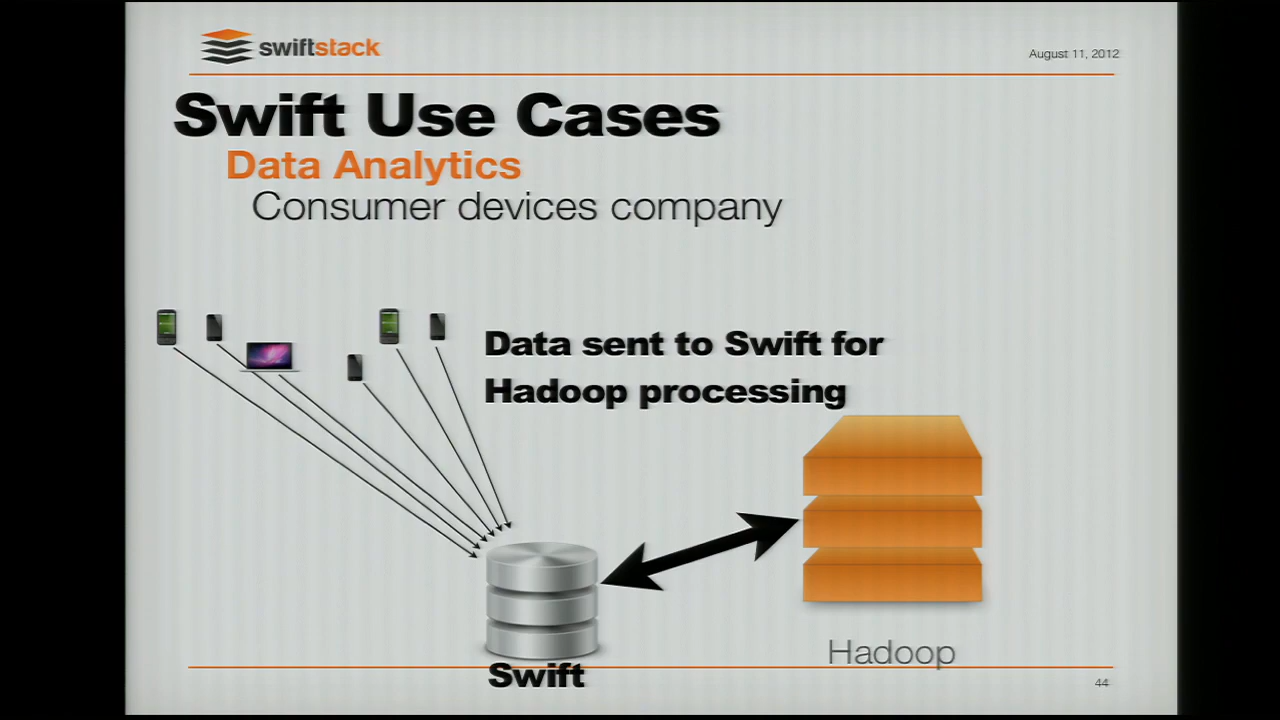 swiftstack
August 11, 2012
Swift Use Cases
Data Analytics
Consumer devices company
Data sent to Swift for
Hadoop processing
Hadoop
Swift
44